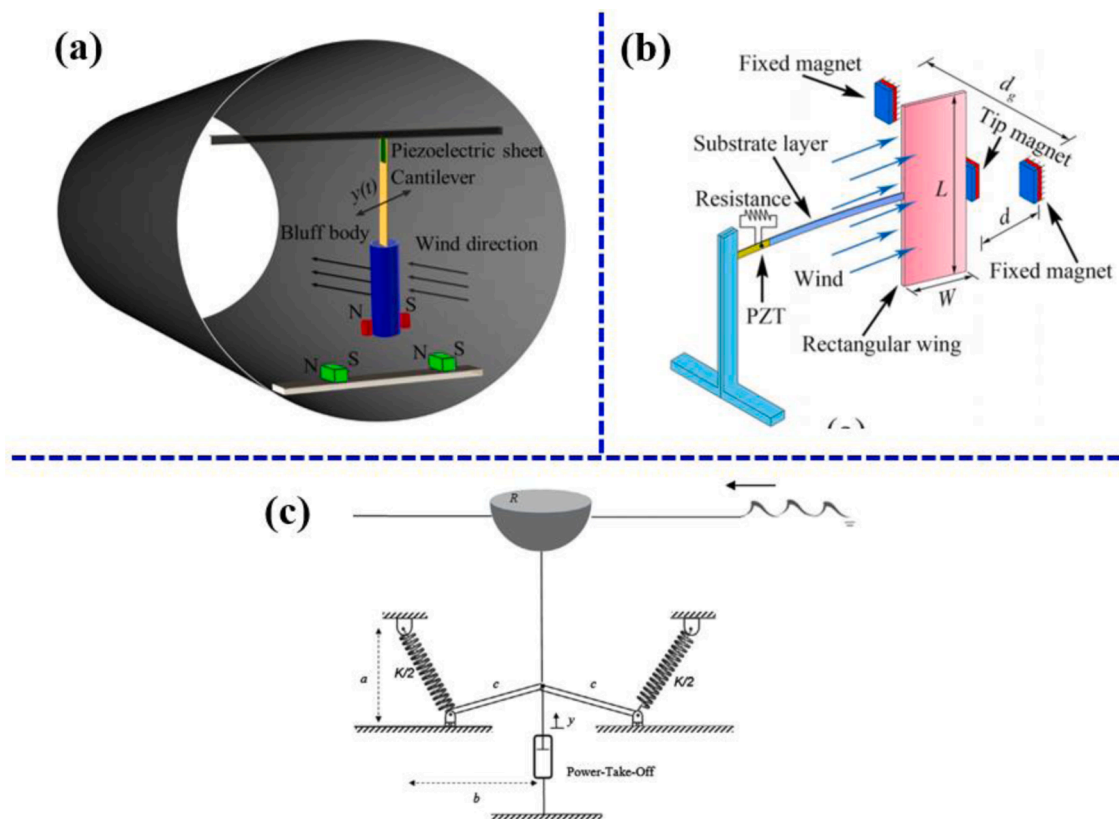 (a)
Piezoelectric sheet
Cantilever
y(t)
Bluff body
Wind direction
N
S
N
S
N
S
(b)
Fixed magnet
d_g
Tip magnet
Substrate layer
Resistance
L
d
Wind
Fixed magnet
PZT
W
Rectangular wing
(c)
R
a
K/2
K/2
c
c
y
Power-Take-Off
b